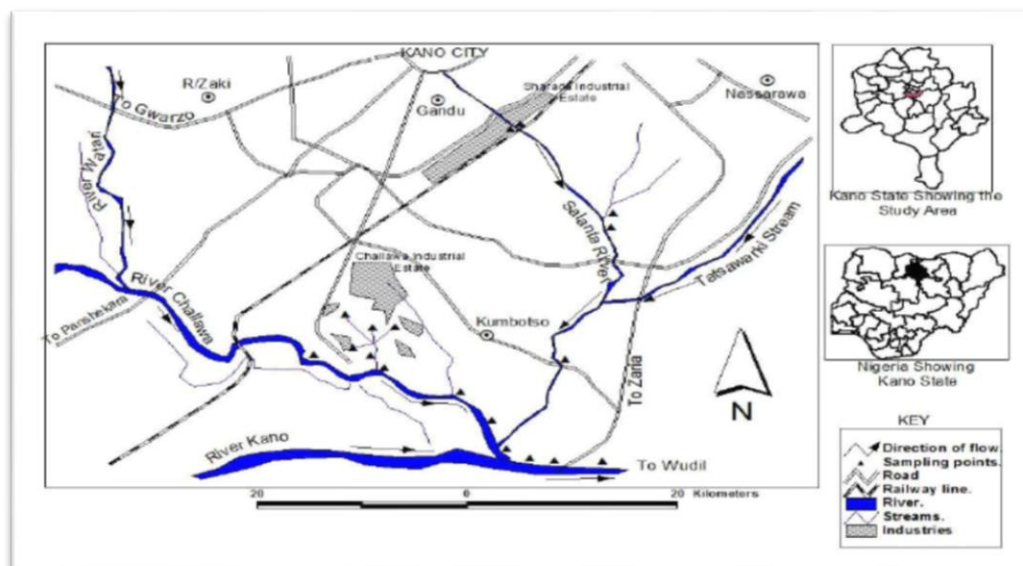 KANO CITY
R/Zaki
Gandu
Sharada Industrial
Estate
Nassarawa
To Gwarzo
River Watari
Salanta River
Tatsawarki Stream
Challawa Industrial
Estate
River Challawa
To Panshekara
Kumbotso
To Zaria
N
River Kano
To Wudil
20 0 20 Kilometers
Kano State Showing the
Study Area
Nigeria Showing
Kano State
KEY
Direction of flow.
Sampling points.
Road
Railway line.
River.
Streams.
Industries